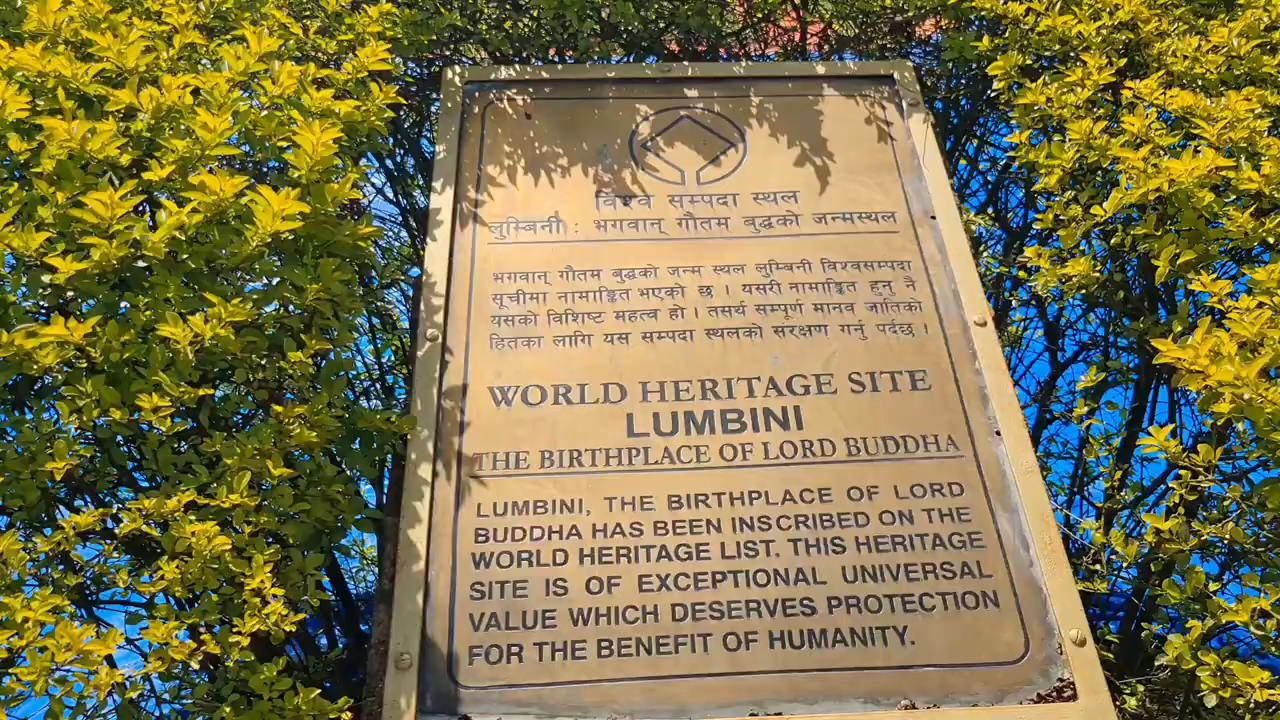 विश्व सम्पदा स्थल
लुम्बिनी : भगवान् गौतम बुद्धको जन्मस्थल
भगवान् गौतम बुद्धको जन्म स्थल लुम्बिनी विश्वसम्पदा
सूचीमा नामाङ्कित भएको छ । यसरी नामाङ्कित हुनु नै
यसको विशिष्ट महत्व हो । तसर्थ सम्पूर्ण मानव जातिको
हितका लागि यस सम्पदा स्थलको संरक्षण गर्नु पर्दछ ।
WORLD HERITAGE SITE
LUMBINI
THE BIRTHPLACE OF LORD BUDDHA
LUMBINI, THE BIRTHPLACE OF LORD
BUDDHA HAS BEEN INSCRIBED ON THE
WORLD HERITAGE LIST. THIS HERITAGE
SITE IS OF EXCEPTIONAL UNIVERSAL
VALUE WHICH DESERVES PROTECTION
FOR THE BENEFIT OF HUMANITY.